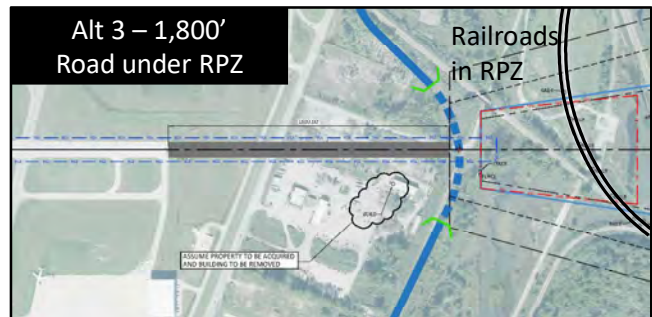 Alt 3 – 1,800’
Road under RPZ
Railroads
in RPZ
ASSUME PROPERTY TO BE ACQUIRED
AND BUILDING TO BE REMOVED